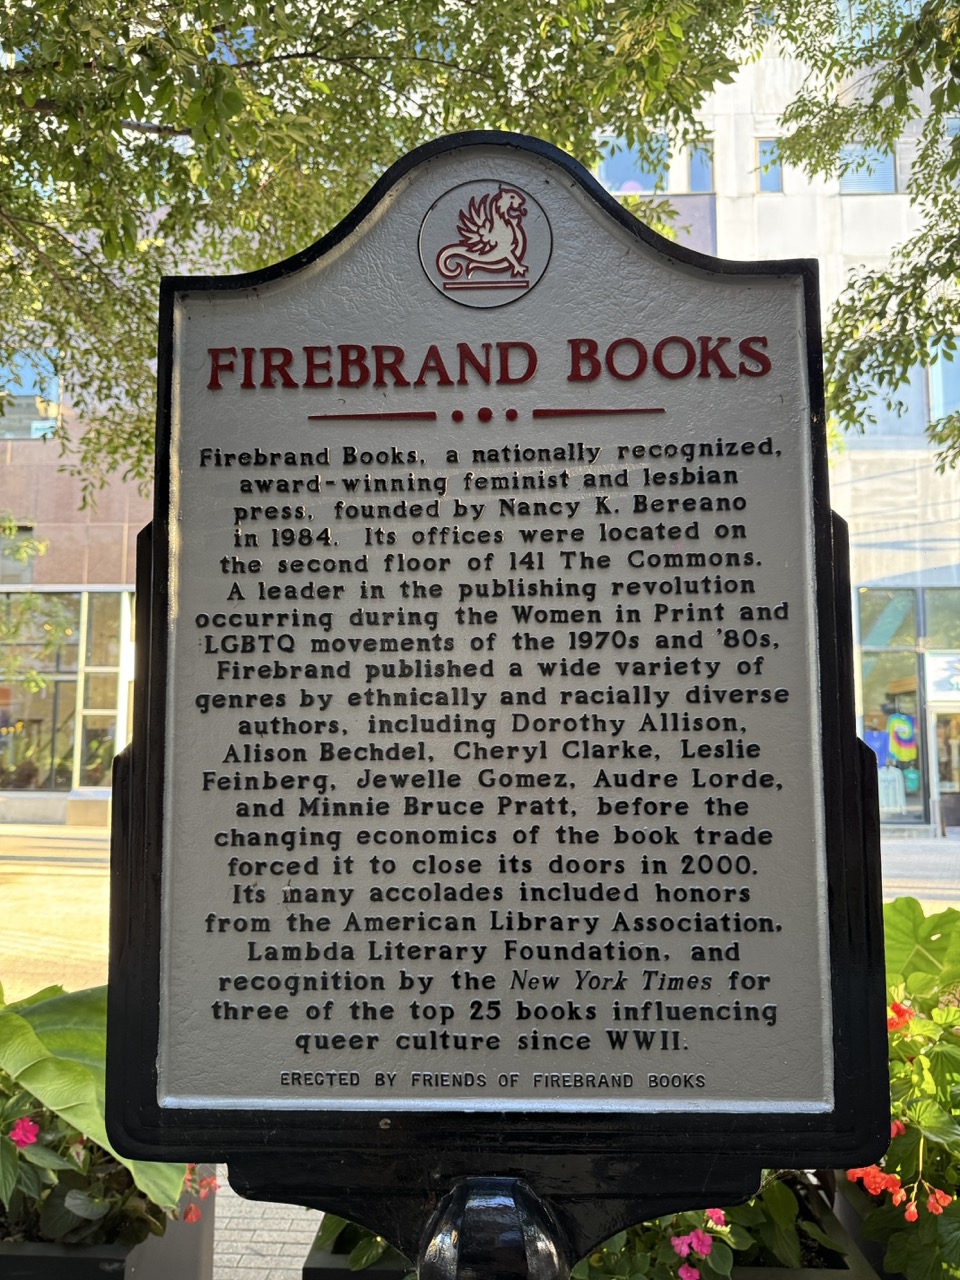 FIREBRAND BOOKS
Firebrand Books, a nationally recognized,
award-winning feminist and lesbian
press, founded by Nancy K. Bereano
in 1984. Its offices were located on
the second floor of 141 The Commons.
A leader in the publishing revolution
occurring during the Women in Print and
LGBTQ movements of the 1970s and '80s,
Firebrand published a wide variety of
genres by ethnically and racially diverse
authors, including Dorothy Allison,
Alison Bechdel, Cheryl Clarke, Leslie
Feinberg, Jewelle Gomez, Audre Lorde,
and Minnie Bruce Pratt, before the
changing economics of the book trade
forced it to close its doors in 2000.
Its many accolades included honors
from the American Library Association,
Lambda Literary Foundation, and
recognition by the New York Times for
three of the top 25 books influencing
queer culture since WWII.
ERECTED BY FRIENDS OF FIREBRAND BOOKS